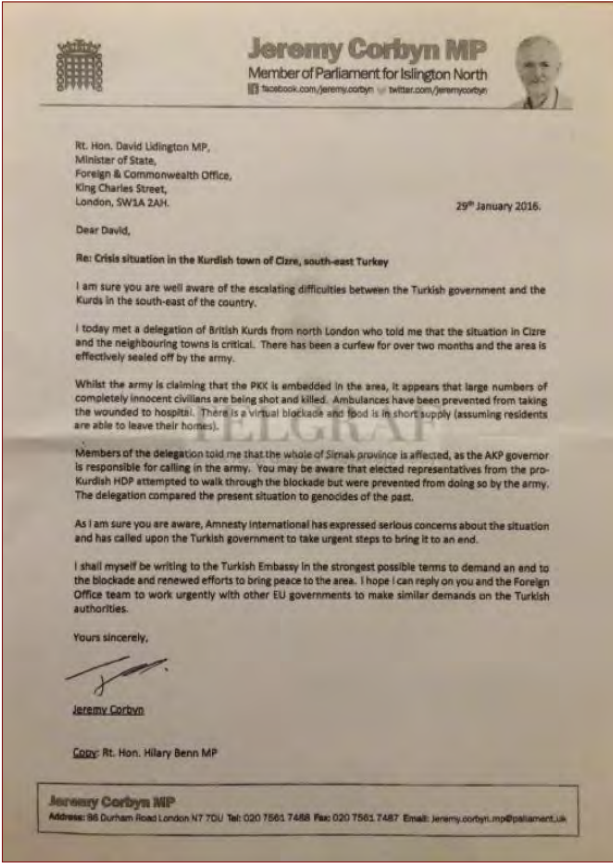 Jeremy Corbyn MP
Member of Parliament for Islington North
facebook.com/jeremy.corbyn twitter.com/jeremycorbyn
Rt. Hon. David Lidington MP,
Minister of State,
Foreign & Commonwealth Office,
King Charles Street,
London, SW1A 2AH.
29th January 2016.
Dear David,
Re: Crisis situation in the Kurdish town of Cizre, south-east Turkey
I am sure you are well aware of the escalating difficulties between the Turkish government and the
Kurds in the south-east of the country.
I today met a delegation of British Kurds from north London who told me that the situation in Cizre
and the neighbouring towns is critical. There has been a curfew for over two months and the area is
effectively sealed off by the army.
Whilst the army is claiming that the PKK is embedded in the area, it appears that large numbers of
completely innocent civilians are being shot and killed. Ambulances have been prevented from taking
the wounded to hospital. There is a virtual blockade and food is in short supply (assuming residents
are able to leave their homes).
TELGRAF
Members of the delegation told me that the whole of Sirnak province is affected, as the AKP governor
is responsible for calling in the army. You may be aware that elected representatives from the pro-
Kurdish HDP attempted to walk through the blockade but were prevented from doing so by the army.
The delegation compared the present situation to genocides of the past.
As I am sure you are aware, Amnesty International has expressed serious concerns about the situation
and has called upon the Turkish government to take urgent steps to bring it to an end.
I shall myself be writing to the Turkish Embassy in the strongest possible terms to demand an end to
the blockade and renewed efforts to bring peace to the area. I hope I can reply on you and the Foreign
Office team to work urgently with other EU governments to make similar demands on the Turkish
authorities.
Yours sincerely,
Jeremy Corbyn
Copy: Rt. Hon. Hilary Benn MP
Jeremy Corbyn MP
Address: 86 Durham Road London N7 7DU Tel: 020 7561 7488 Fax: 020 7561 7487 Email: jeremy.corbyn.mp@parliament.uk